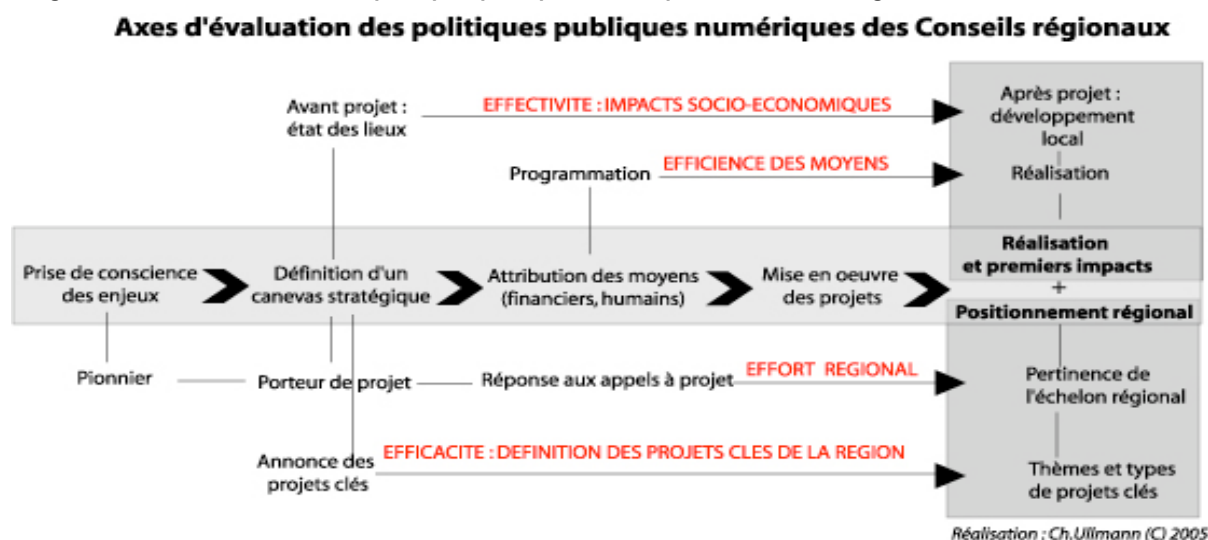 Axes d'évaluation des politiques publiques numériques des Conseils régionaux
Avant projet :
état des lieux
EFFECTIVITE : IMPACTS SOCIO-ECONOMIQUES
Après projet :
développement
local
Programmation
EFFICIENCE DES MOYENS
Réalisation
Prise de conscience
des enjeux
Définition d'un
canevas stratégique
Attribution des moyens
(financiers, humains)
Mise en oeuvre
des projets
Réalisation
et premiers impacts
+
Positionnement régional
Pionnier
Porteur de projet
Réponse aux appels à projet
EFFORT REGIONAL
Pertinence de
l'échelon régional
Annonce des
projets clés
EFFICACITE : DEFINITION DES PROJETS CLES DE LA REGION
Thèmes et types
de projets clés
Réalisation : Ch.Ullmann (C) 2005